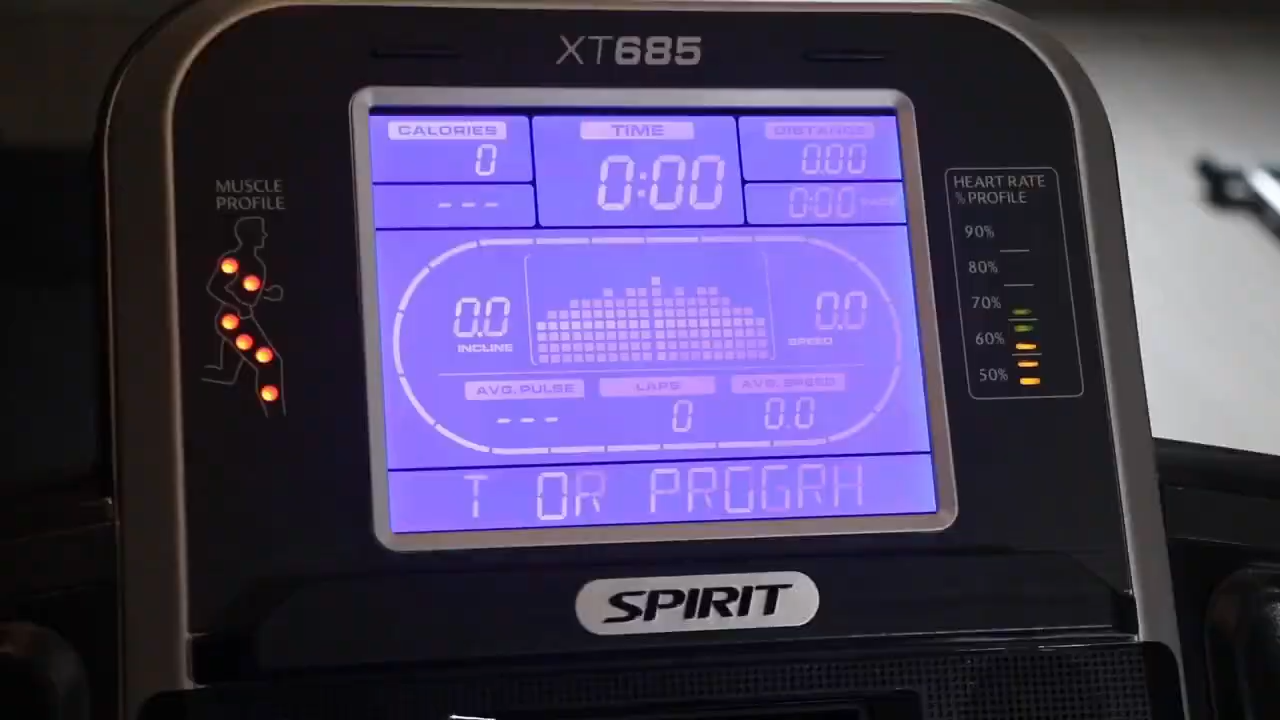 XT685
CALORIES
0
---
TIME
0:00
DISTANCE
0.00
0:00 PACE
MUSCLE
PROFILE
HEART RATE
% PROFILE
90%
80%
70%
60%
50%
0.0
INCLINE
0.0
SPEED
AVG. PULSE
---
LAPS
0
AVG. SPEED
0.0
T OR PROGRAM
SPIRIT